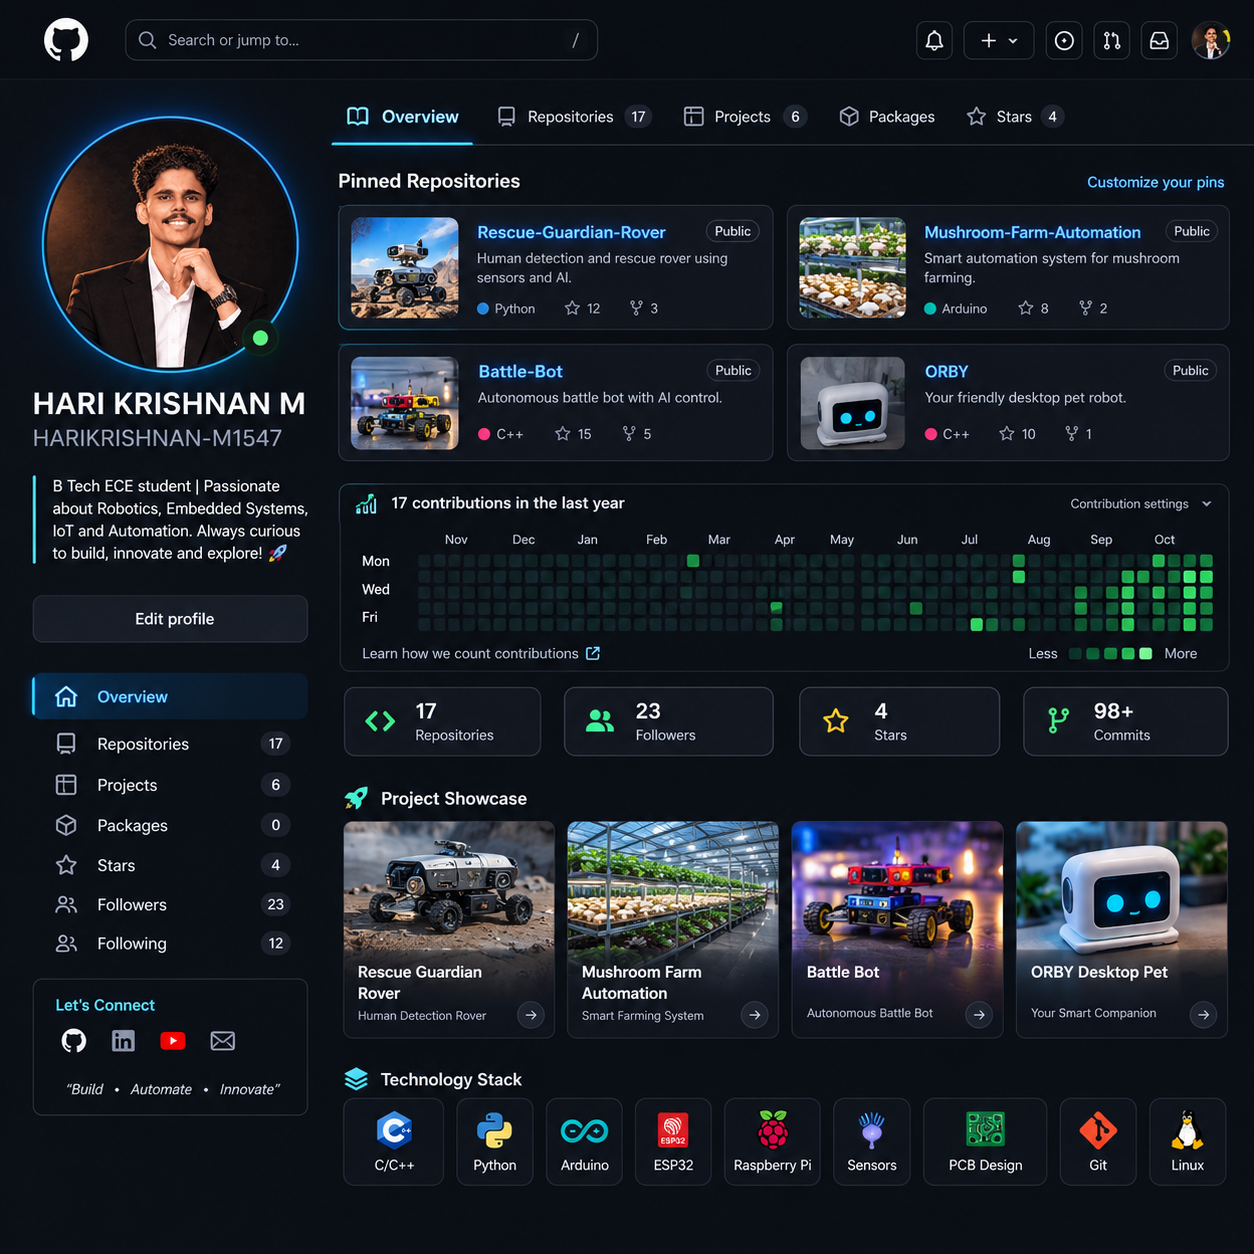 Search or jump to...
/
Overview
Repositories 17
Projects 6
Packages
Stars 4
HARI KRISHNAN M
HARIKRISHNAN-M1547
B Tech ECE student | Passionate
about Robotics, Embedded Systems,
IoT and Automation. Always curious
to build, innovate and explore! 🚀
Edit profile
Overview
Repositories 17
Projects 6
Packages 0
Stars 4
Followers 23
Following 12
Let's Connect
in
“Build • Automate • Innovate”
Pinned Repositories
Customize your pins
Rescue-Guardian-Rover
Public
Human detection and rescue rover using
sensors and AI.
Python 12 3
Mushroom-Farm-Automation
Public
Smart automation system for mushroom
farming.
Arduino 8 2
Battle-Bot
Public
Autonomous battle bot with AI control.
C++ 15 5
ORBY
Public
Your friendly desktop pet robot.
C++ 10 1
17 contributions in the last year
Contribution settings
Nov Dec Jan Feb Mar Apr May Jun Jul Aug Sep Oct
Mon
Wed
Fri
Learn how we count contributions
Less More
17
Repositories
23
Followers
4
Stars
98+
Commits
Project Showcase
Rescue Guardian
Rover
Human Detection Rover
Mushroom Farm
Automation
Smart Farming System
Battle Bot
Autonomous Battle Bot
ORBY Desktop Pet
Your Smart Companion
Technology Stack
C++
C/C++
Python
Arduino
ESP32
ESP32
Raspberry Pi
Sensors
PCB Design
Git
Linux